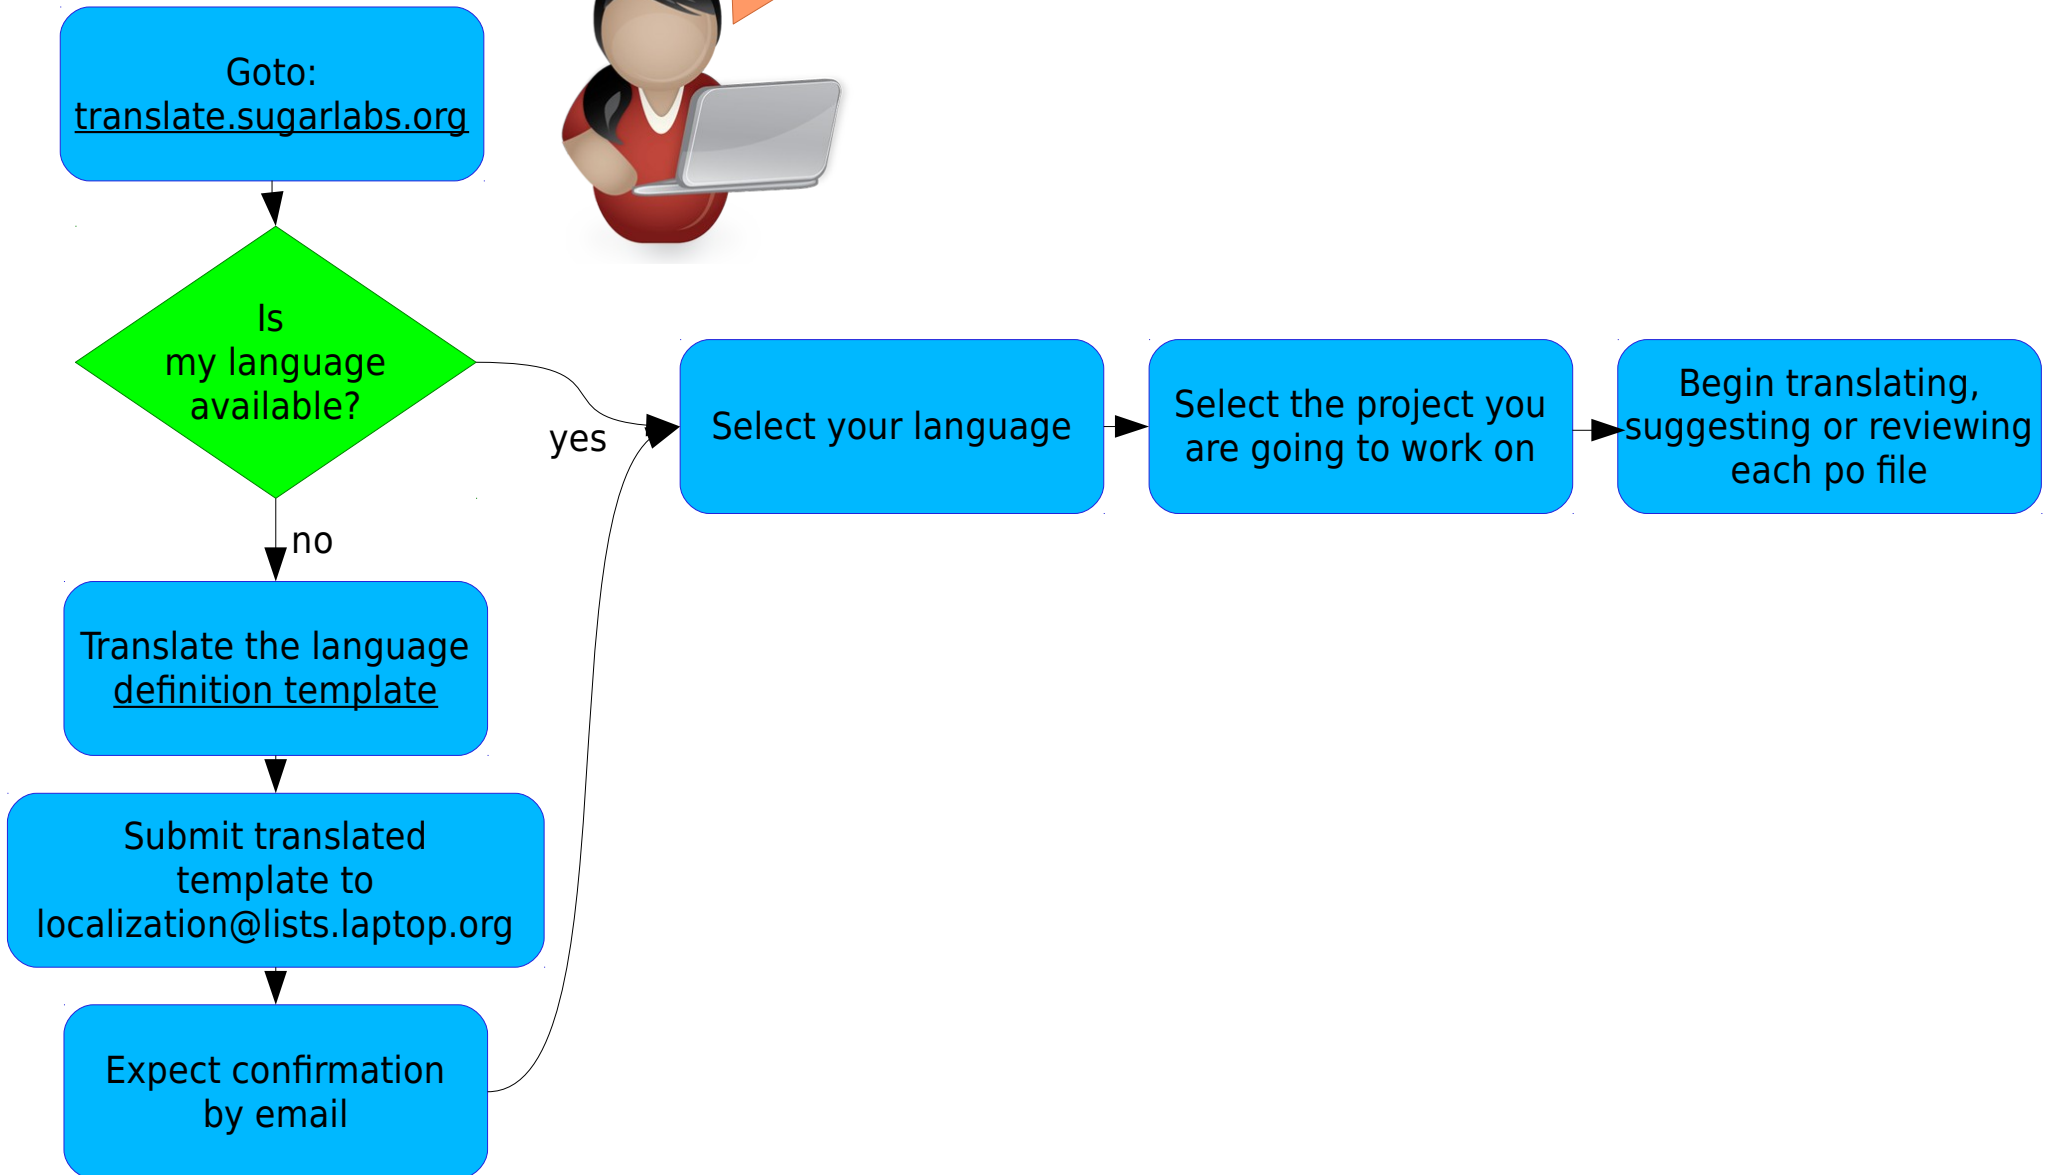 Goto:
translate.sugarlabs.org
Is
my language
available?
yes
no
Select your language
Select the project you
are going to work on
Begin translating,
suggesting or reviewing
each po file
Translate the language
definition template
Submit translated
template to
localization@lists.laptop.org
Expect confirmation
by email